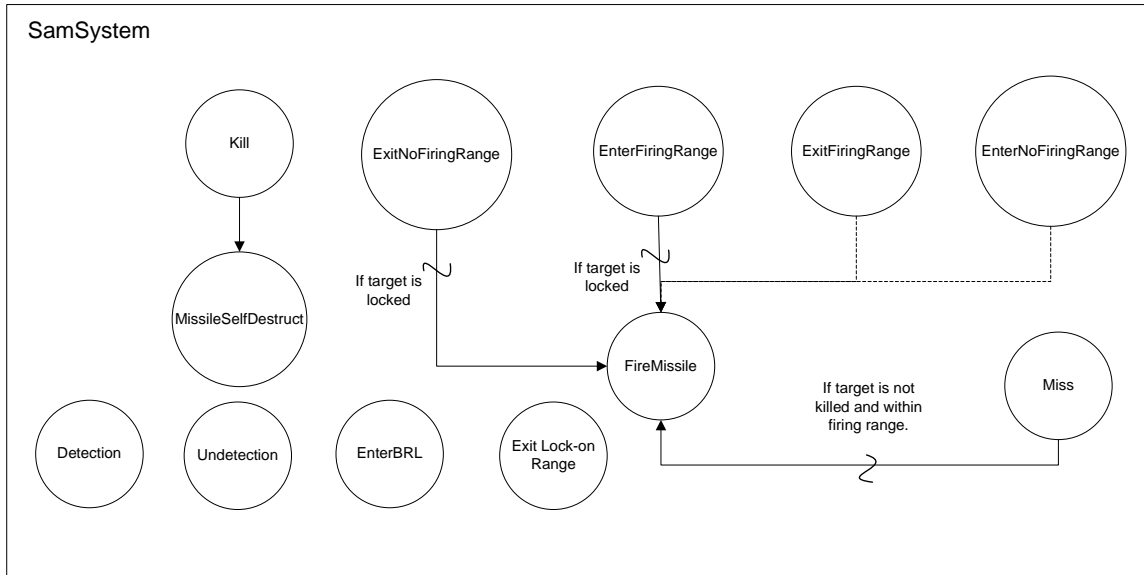 SamSystem
Kill
ExitNoFiringRange
EnterFiringRange
ExitFiringRange
EnterNoFiringRange
If target is
locked
If target is
locked
MissileSelfDestruct
FireMissile
If target is not
killed and within
firing range.
Miss
Detection
Undetection
EnterBRL
Exit Lock-on
Range